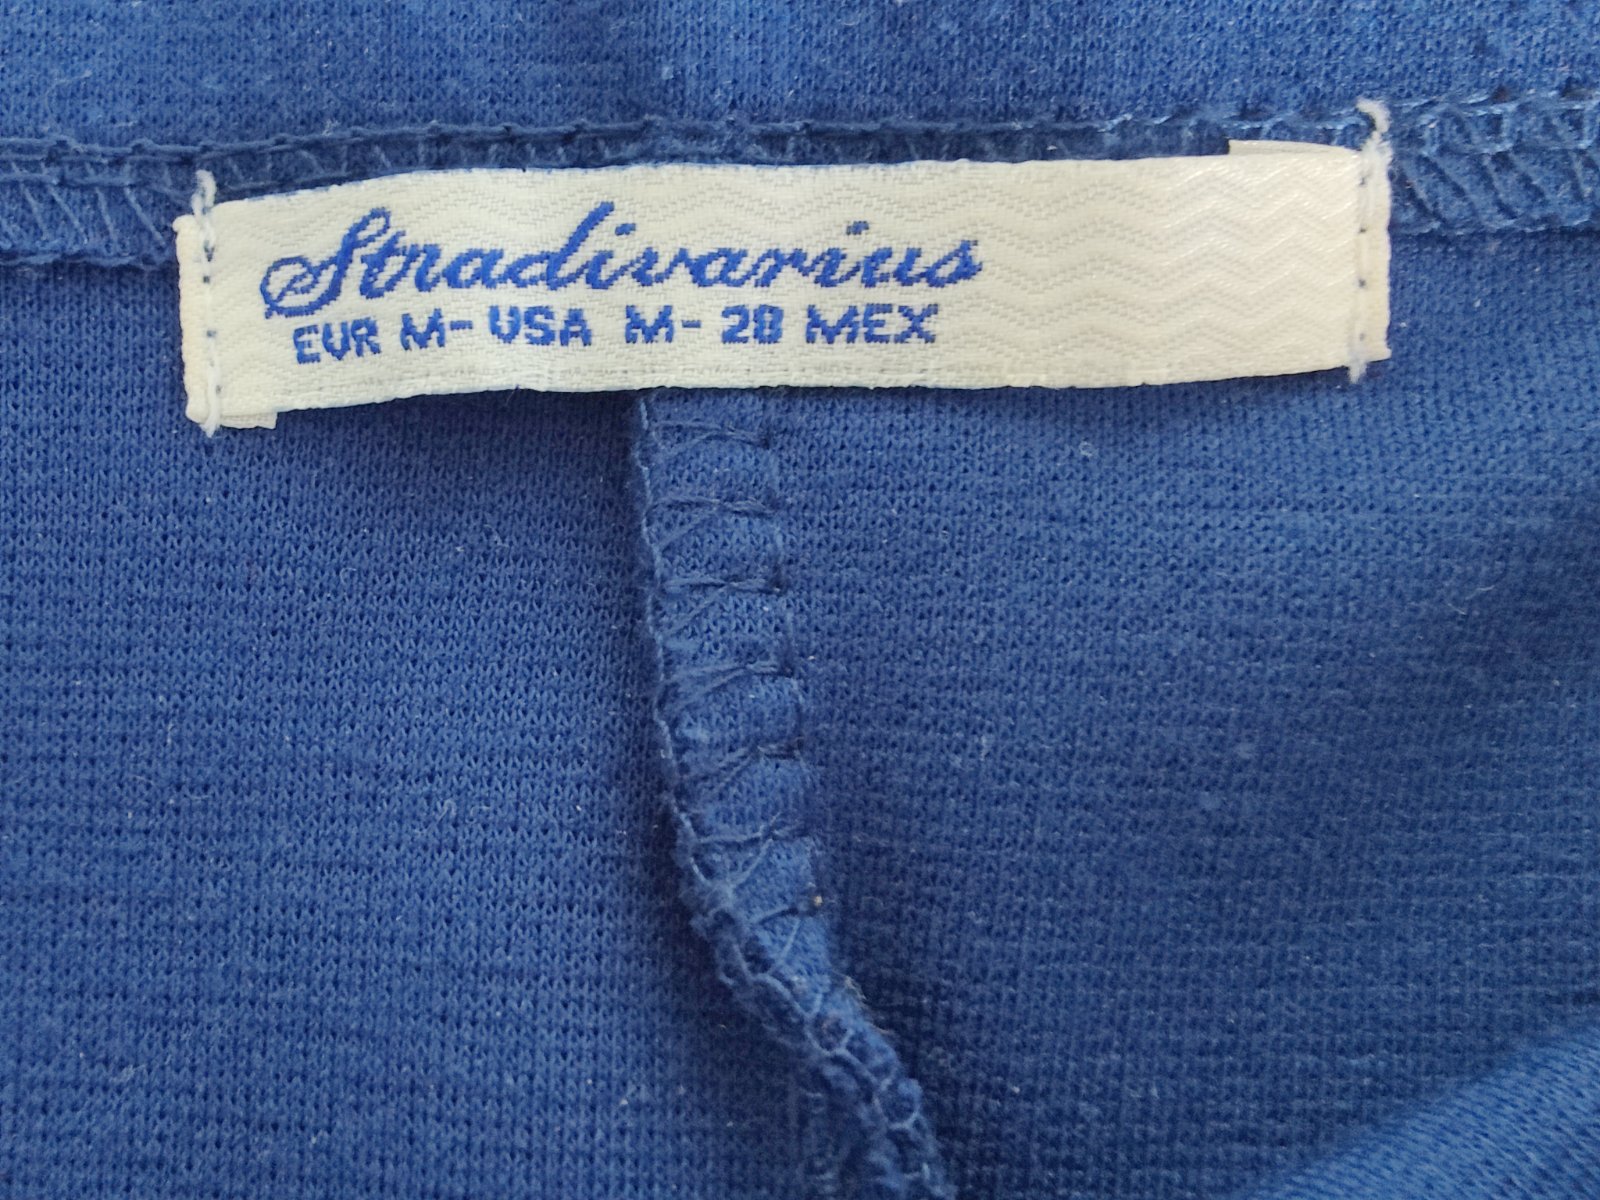 Stradivarius
EUR M- USA M- 28 MEX